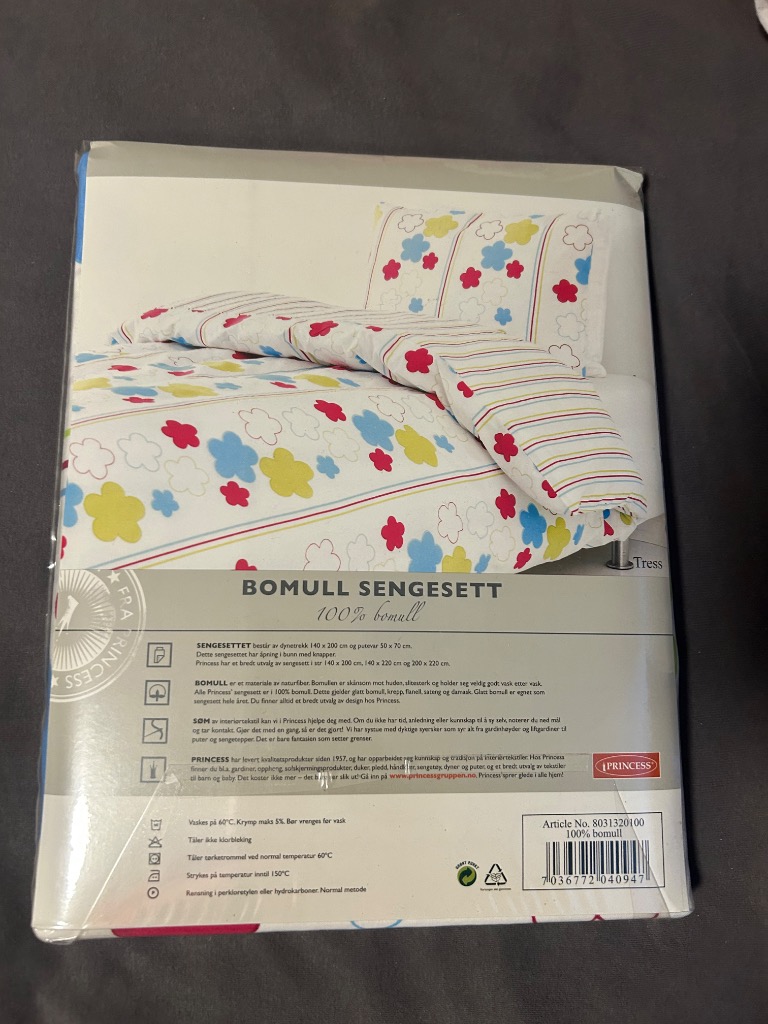 Tress
BOMULL SENGESETT
100% bomull
FRA PRINCESS
PRINCESS
SENGESETTET består av dynetrekk 140 x 200 cm og putevar 50 x 70 cm.
Dette sengesettet har åpning i bunn med knapper.
Princess har et bredt utvalg av sengesett i str 140 x 200 cm, 140 x 220 cm og 200 x 220 cm.
BOMULL er et materiale av naturfiber. Bomullen er skånsom mot huden, slitesterk og holder seg veldig godt vask etter vask.
Alle Princess' sengesett er i 100% bomull. Dette gjelder glatt bomull, krepp, flanel, sateng og damask. Glatt bomull er egnet som
sengesett hele året. Du finner alltid et bredt utvalg av design hos Princess.
SØM av interiørtekstil kan vi i Princess hjelpe deg med. Om du ikke har tid, anledning eller kunnskap til å sy selv, noterer du ned mål
og tar kontakt. Gjør det med en gang, så er det gjort! Vi har systue med dyktige syersker som syr alt fra gardinhøyder og liftgardiner til
puter og sengetepper. Det er bare fantasien som setter grenser.
PRINCESS har levert kvalitetsprodukter siden 1957, og har opparbeidet seg kunnskap og tradisjon på interiørtekstiler. Hos Princess
finner du bl.a. gardiner, oppheng, solskjermingsprodukter, duker, pledd, håndklær, sengetøy, dyner og puter, og et bredt utvalg av tekstiler
til barn og baby. Det koster ikke mer – det bare er slik ut! Gå inn på www.princessgruppen.no. Princess'sprer glede i alle hjem!
PRINCESS
Vaskes på 60°C. Krymp maks 5%. Bør vrenges før vask
Tåler ikke klorbleking
Tåler tørketrommel ved normal temperatur 60°C
Strykes på temperatur inntil 150°C
Rensning i perkloretylen eller hydrokarboner. Normal metode
Article No. 8031320100
100% bomull
7 036772 040947